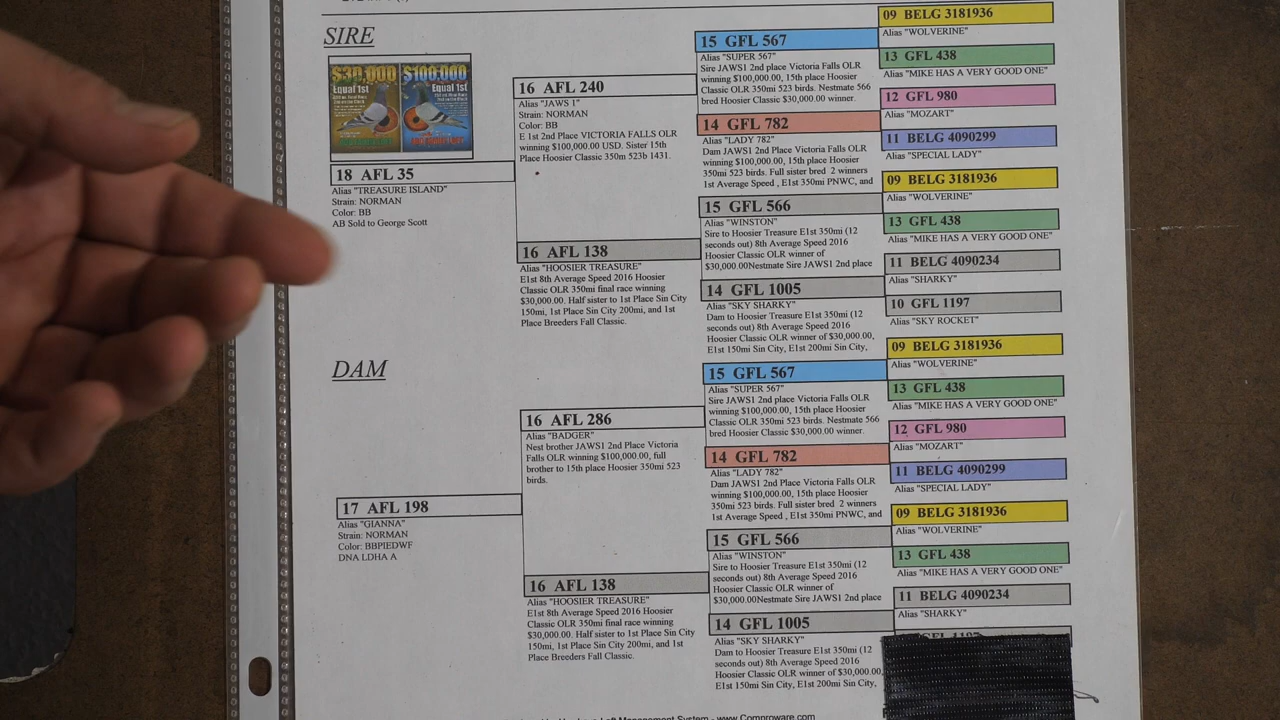 SIRE
$30,000 $100,000
Equal 1st Equal 1st
18 AFL 35
Alias "TREASURE ISLAND"
Strain: NORMAN
Color: BB
AB Sold to George Scott
16 AFL 240
Alias "JAWS 1"
Strain: NORMAN
Color: BB
E 1st 2nd Place VICTORIA FALLS OLR
winning $100,000.00 USD. Sister 15th
Place Hoosier Classic 350m 523b 1431.
16 AFL 138
Alias "HOOSIER TREASURE"
E1st 8th Average Speed 2016 Hoosier
Classic OLR 350mi final race winning
$30,000.00. Half sister to 1st Place Sin City
150mi, 1st Place Sin City 200mi, and 1st
Place Breeders Fall Classic.
15 GFL 567
Alias "SUPER 567"
Sire JAWS1 2nd place Victoria Falls OLR
winning $100,000.00, 15th place Hoosier
Classic OLR 350mi 523 birds. Nestmate 566
bred Hoosier Classic $30,000.00 winner.
14 GFL 782
Alias "LADY 782"
Dam JAWS1 2nd Place Victoria Falls OLR
winning $100,000.00, 15th place Hoosier
350mi 523 birds. Full sister bred 2 winners
1st Average Speed , E1st 350mi PNWC, and
15 GFL 566
Alias "WINSTON"
Sire to Hoosier Treasure E1st 350mi (12
seconds out) 8th Average Speed 2016
Hoosier Classic OLR winner of
$30,000.00Nestmate Sire JAWS1 2nd place
14 GFL 1005
Alias "SKY SHARKY"
Dam to Hoosier Treasure E1st 350mi (12
seconds out) 8th Average Speed 2016
Hoosier Classic OLR winner of $30,000.00,
E1st 150mi Sin City, E1st 200mi Sin City,
09 BELG 3181936
Alias "WOLVERINE"
13 GFL 438
Alias "MIKE HAS A VERY GOOD ONE"
12 GFL 980
Alias "MOZART"
11 BELG 4090299
Alias "SPECIAL LADY"
09 BELG 3181936
Alias "WOLVERINE"
13 GFL 438
Alias "MIKE HAS A VERY GOOD ONE"
11 BELG 4090234
Alias "SHARKY"
10 GFL 1197
Alias "SKY ROCKET"
DAM
17 AFL 198
Alias "GIANNA"
Strain: NORMAN
Color: BBPIEDWF
DNA LDHA A
16 AFL 286
Alias "BADGER"
Nest brother JAWS1 2nd Place Victoria
Falls OLR winning $100,000.00, full
brother to 15th place Hoosier 350mi 523
birds.
16 AFL 138
Alias "HOOSIER TREASURE"
E1st 8th Average Speed 2016 Hoosier
Classic OLR 350mi final race winning
$30,000.00. Half sister to 1st Place Sin City
150mi, 1st Place Sin City 200mi, and 1st
Place Breeders Fall Classic.
15 GFL 567
Alias "SUPER 567"
Sire JAWS1 2nd place Victoria Falls OLR
winning $100,000.00, 15th place Hoosier
Classic OLR 350mi 523 birds. Nestmate 566
bred Hoosier Classic $30,000.00 winner.
14 GFL 782
Alias "LADY 782"
Dam JAWS1 2nd Place Victoria Falls OLR
winning $100,000.00, 15th place Hoosier
350mi 523 birds. Full sister bred 2 winners
1st Average Speed , E1st 350mi PNWC, and
15 GFL 566
Alias "WINSTON"
Sire to Hoosier Treasure E1st 350mi (12
seconds out) 8th Average Speed 2016
Hoosier Classic OLR winner of
$30,000.00Nestmate Sire JAWS1 2nd place
14 GFL 1005
Alias "SKY SHARKY"
Dam to Hoosier Treasure E1st 350mi (12
seconds out) 8th Average Speed 2016
Hoosier Classic OLR winner of $30,000.00,
E1st 150mi Sin City, E1st 200mi Sin City,
09 BELG 3181936
Alias "WOLVERINE"
13 GFL 438
Alias "MIKE HAS A VERY GOOD ONE"
12 GFL 980
Alias "MOZART"
11 BELG 4090299
Alias "SPECIAL LADY"
09 BELG 3181936
Alias "WOLVERINE"
13 GFL 438
Alias "MIKE HAS A VERY GOOD ONE"
11 BELG 4090234
Alias "SHARKY"
Loft Management System - www.Compuware.com